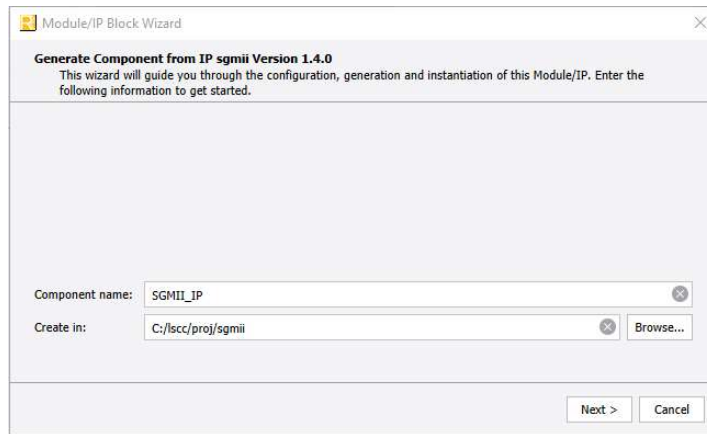 Module/IP Block Wizard
Generate Component from IP sgmii Version 1.4.0
This wizard will guide you through the configuration, generation and instantiation of this Module/IP. Enter the
following information to get started.
Component name: SGMII_IP
Create in: C:/lscc/proj/sgmii Browse...
Next > Cancel